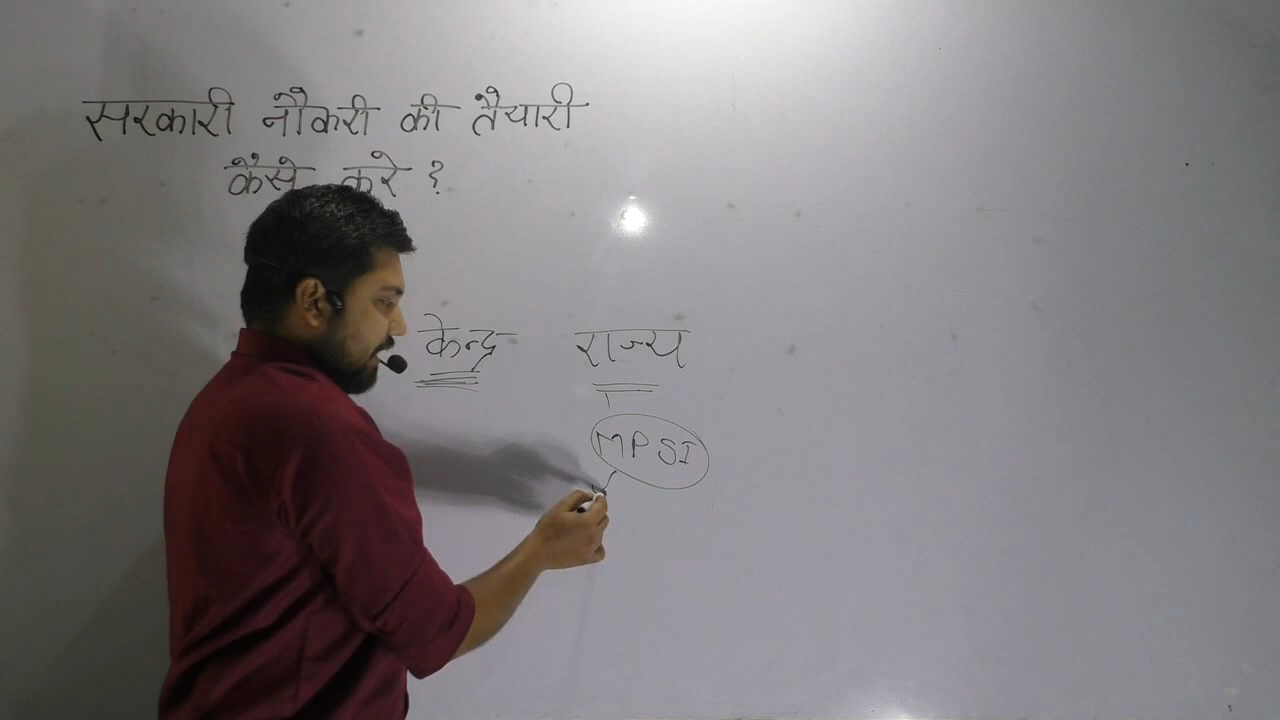 सरकारी नौकरी की तैयारी
कैसे करे ?
केन्द्र राज्य
MPSI